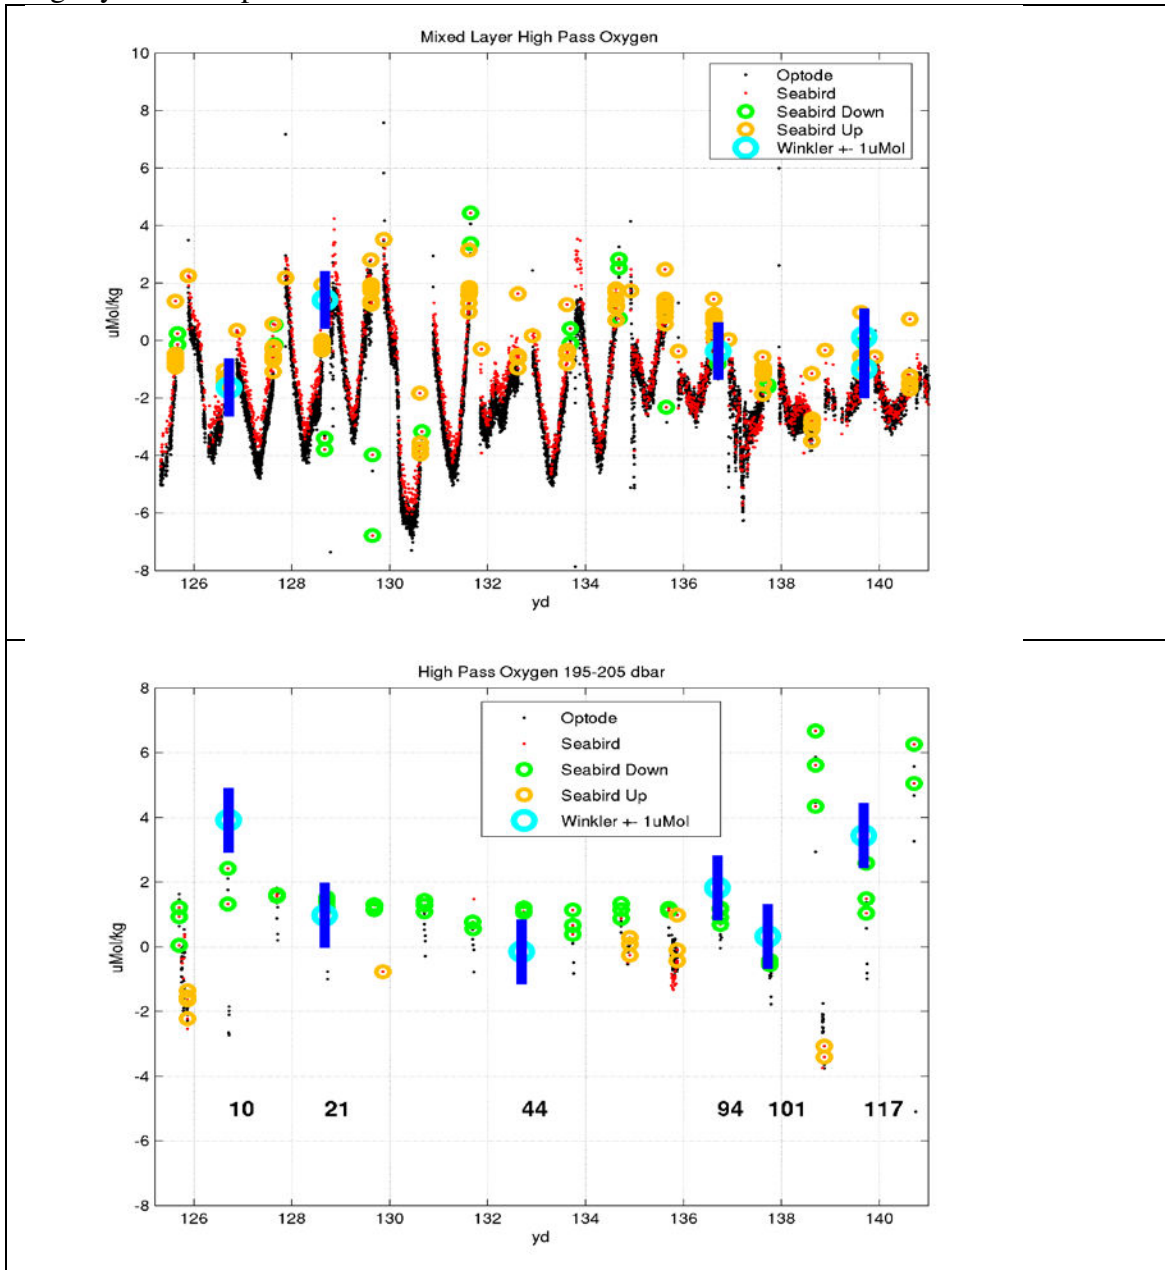 Mixed Layer High Pass Oxygen
10
8
6
4
2
0
-2
-4
-6
-8
uMol/kg
Optode
Seabird
Seabird Down
Seabird Up
Winkler +- 1uMol
126 128 130 132 134 136 138 140
yd
High Pass Oxygen 195-205 dbar
8
6
4
2
0
-2
-4
-6
-8
uMol/kg
Optode
Seabird
Seabird Down
Seabird Up
Winkler +- 1uMol
10 21 44 94 101 117
126 128 130 132 134 136 138 140
yd